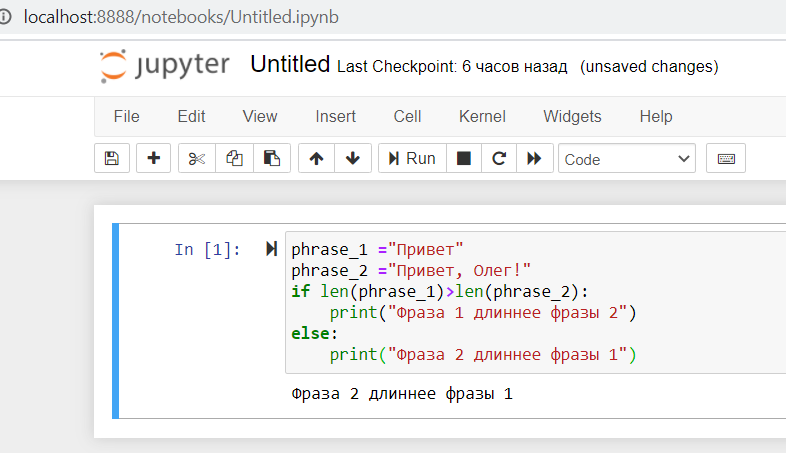 localhost:8888/notebooks/Untitled.ipynb
jupyter Untitled Last Checkpoint: 6 часов назад (unsaved changes)
File Edit View Insert Cell Kernel Widgets Help
Run Code
In [1]: phrase_1 ="Привет"
phrase_2 ="Привет, Олег!"
if len(phrase_1)>len(phrase_2):
    print("Фраза 1 длиннее фразы 2")
else:
    print("Фраза 2 длиннее фразы 1")
Фраза 2 длиннее фразы 1